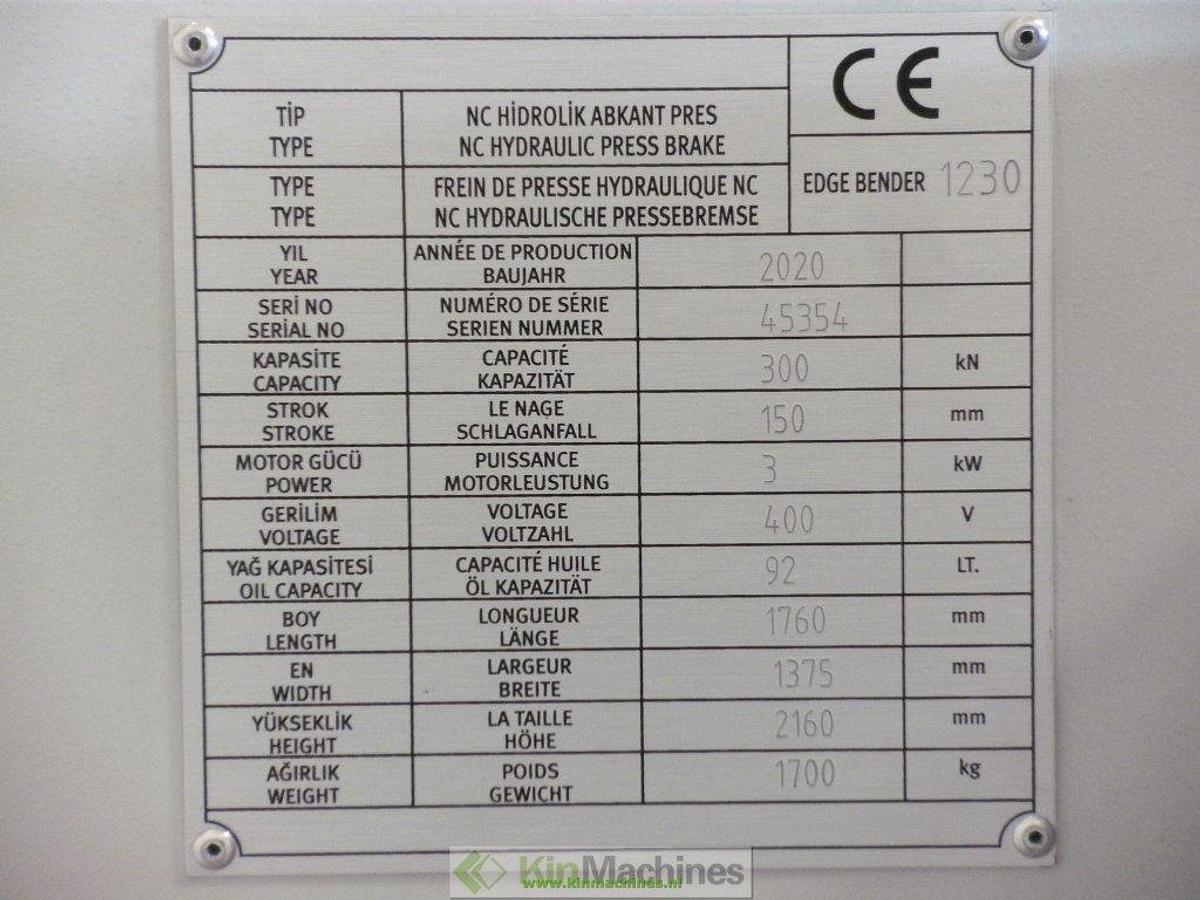 CE
TİP NC HİDROLİK ABKANT PRES
TYPE NC HYDRAULIC PRESS BRAKE
EDGE BENDER 1230
TYPE FREIN DE PRESSE HYDRAULIQUE NC
TYPE NC HYDRAULISCHE PRESSEBREMSE
YIL ANNÉE DE PRODUCTION
YEAR BAUJAHR 2020
SERİ NO NUMÉRO DE SÉRIE
SERIAL NO SERIEN NUMMER 45354
KAPASİTE CAPACITÉ
CAPACITY KAPAZITÄT 300 kN
STROK LE NAGE
STROKE SCHLAGANFALL 150 mm
MOTOR GÜCÜ PUISSANCE
POWER MOTORLEUSTUNG 3 kW
GERİLİM VOLTAGE
VOLTAGE VOLTZAHL 400 V
YAĞ KAPASİTESİ CAPACITÉ HUILE
OIL CAPACITY ÖL KAPAZITÄT 92 LT.
BOY LONGUEUR
LENGTH LÄNGE 1760 mm
EN LARGEUR
WIDTH BREITE 1375 mm
YÜKSEKLİK LA TAILLE
HEIGHT HÖHE 2160 mm
AĞIRLIK POIDS
WEIGHT GEWICHT 1700 kg
KinMachines
www.kinmachines.nl